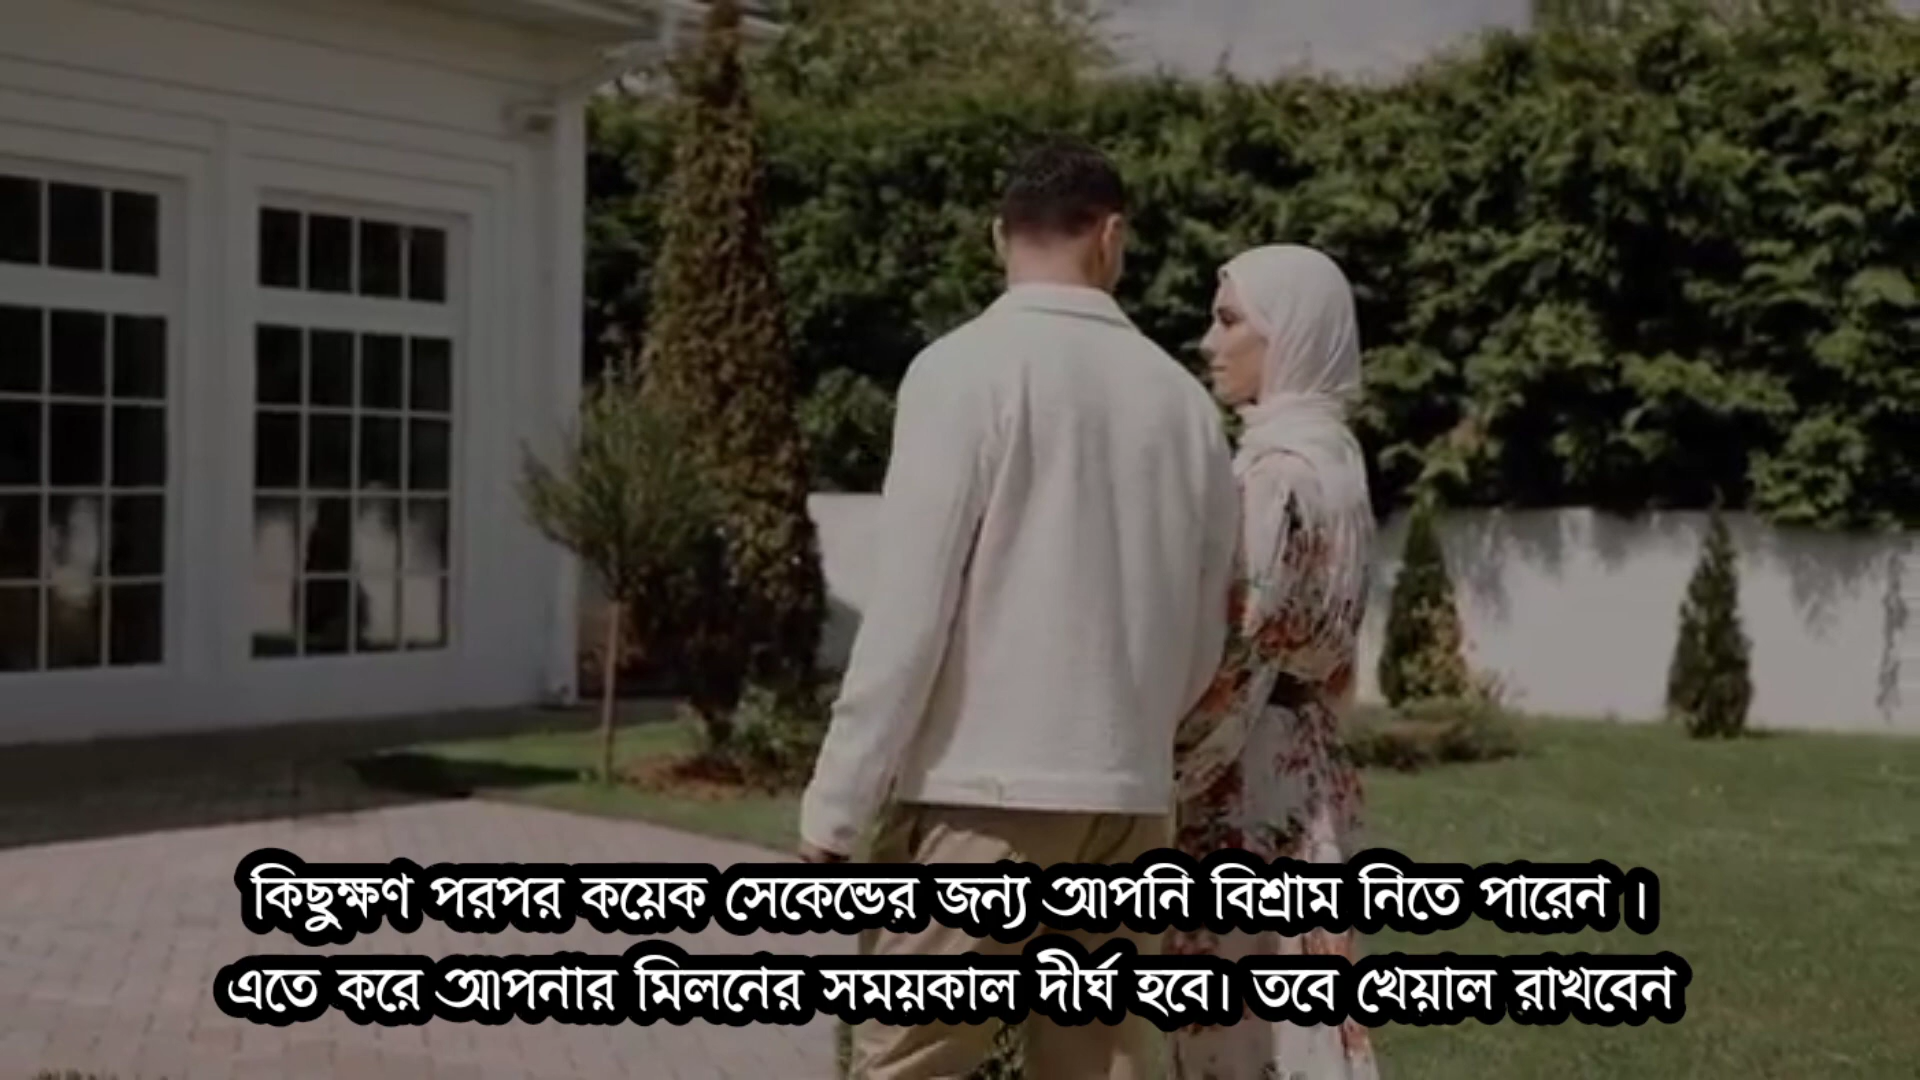 কিছুক্ষণ পরপর কয়েক সেকেন্ডের জন্য আপনি বিশ্রাম নিতে পারেন ।
এতে করে আপনার মিলনের সময়কাল দীর্ঘ হবে। তবে খেয়াল রাখবেন